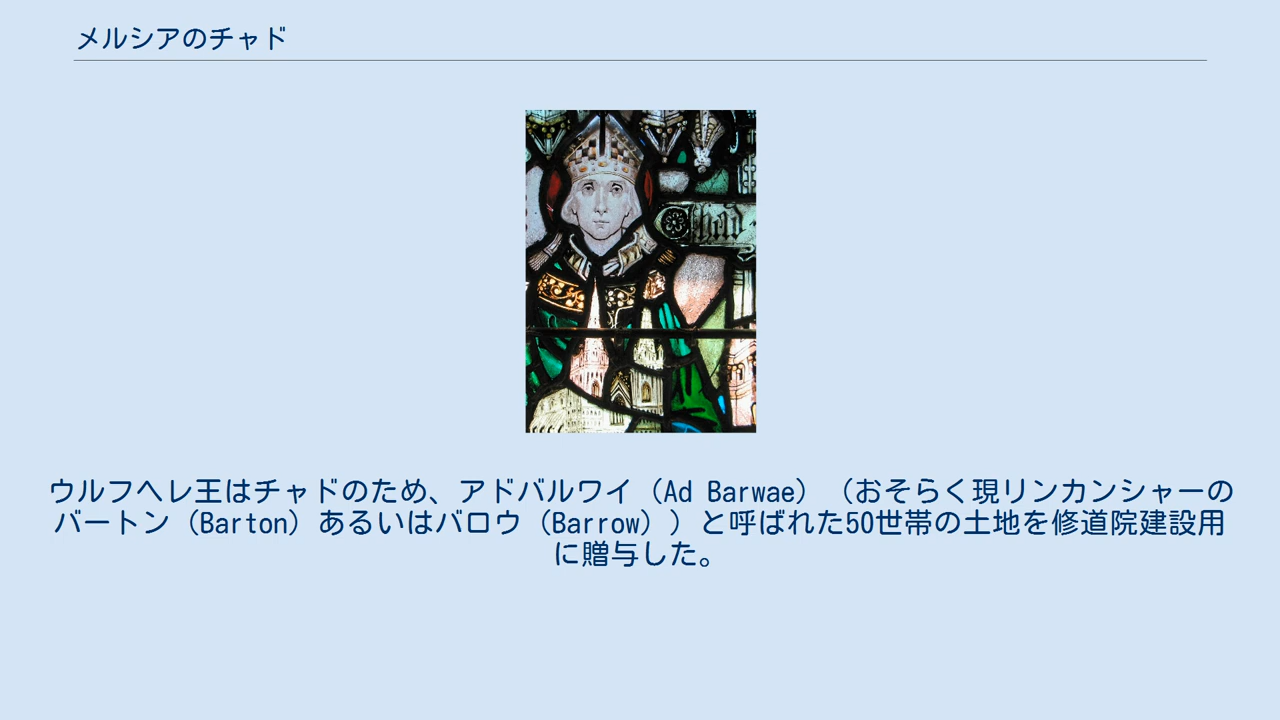 メルシアのチャド
Chad
ウルフヘレ王はチャドのため、アドバルワイ（Ad Barwae）（おそらく現リンカンシャーの
バートン（Barton）あるいはバロウ（Barrow））と呼ばれた50世帯の土地を修道院建設用
に贈与した。